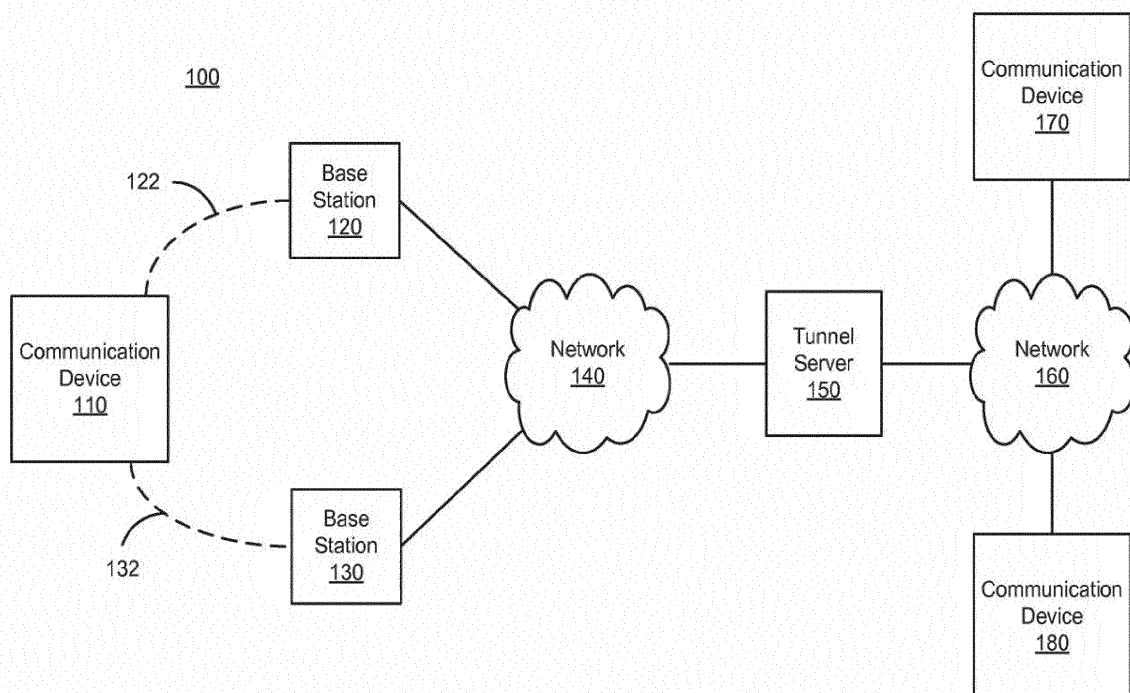 100
122
Base
Station
120
Communication
Device
110
132
Base
Station
130
Network
140
Tunnel
Server
150
Communication
Device
170
Network
160
Communication
Device
180